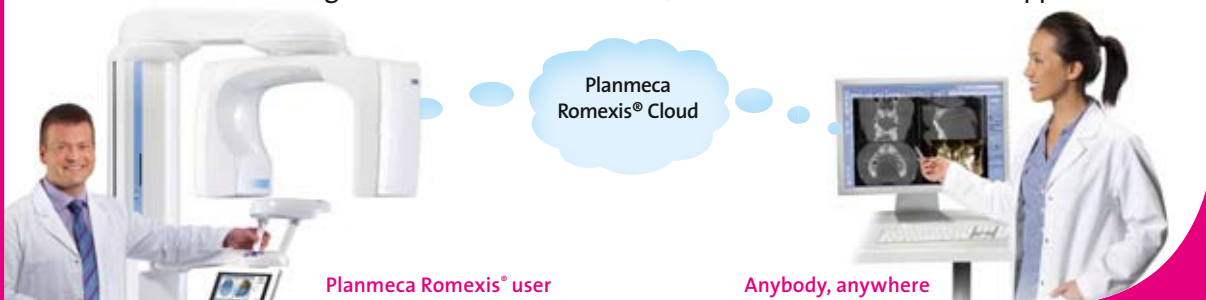 Planmeca
Romexis® Cloud
Planmeca Romexis® user
Anybody, anywhere